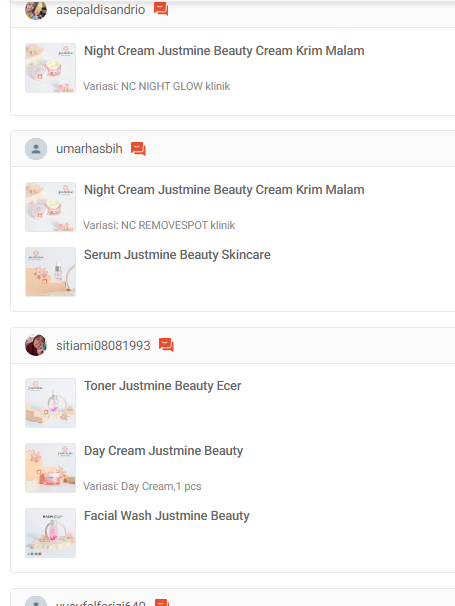 asepaldisandrio
Night Cream Justmine Beauty Cream Krim Malam
Variasi: NC NIGHT GLOW klinik
umarhasbih
Night Cream Justmine Beauty Cream Krim Malam
Variasi: NC REMOVESPOT klinik
Serum Justmine Beauty Skincare
sitiami08081993
Toner Justmine Beauty Ecer
Day Cream Justmine Beauty
Variasi: Day Cream,1 pcs
Facial Wash Justmine Beauty